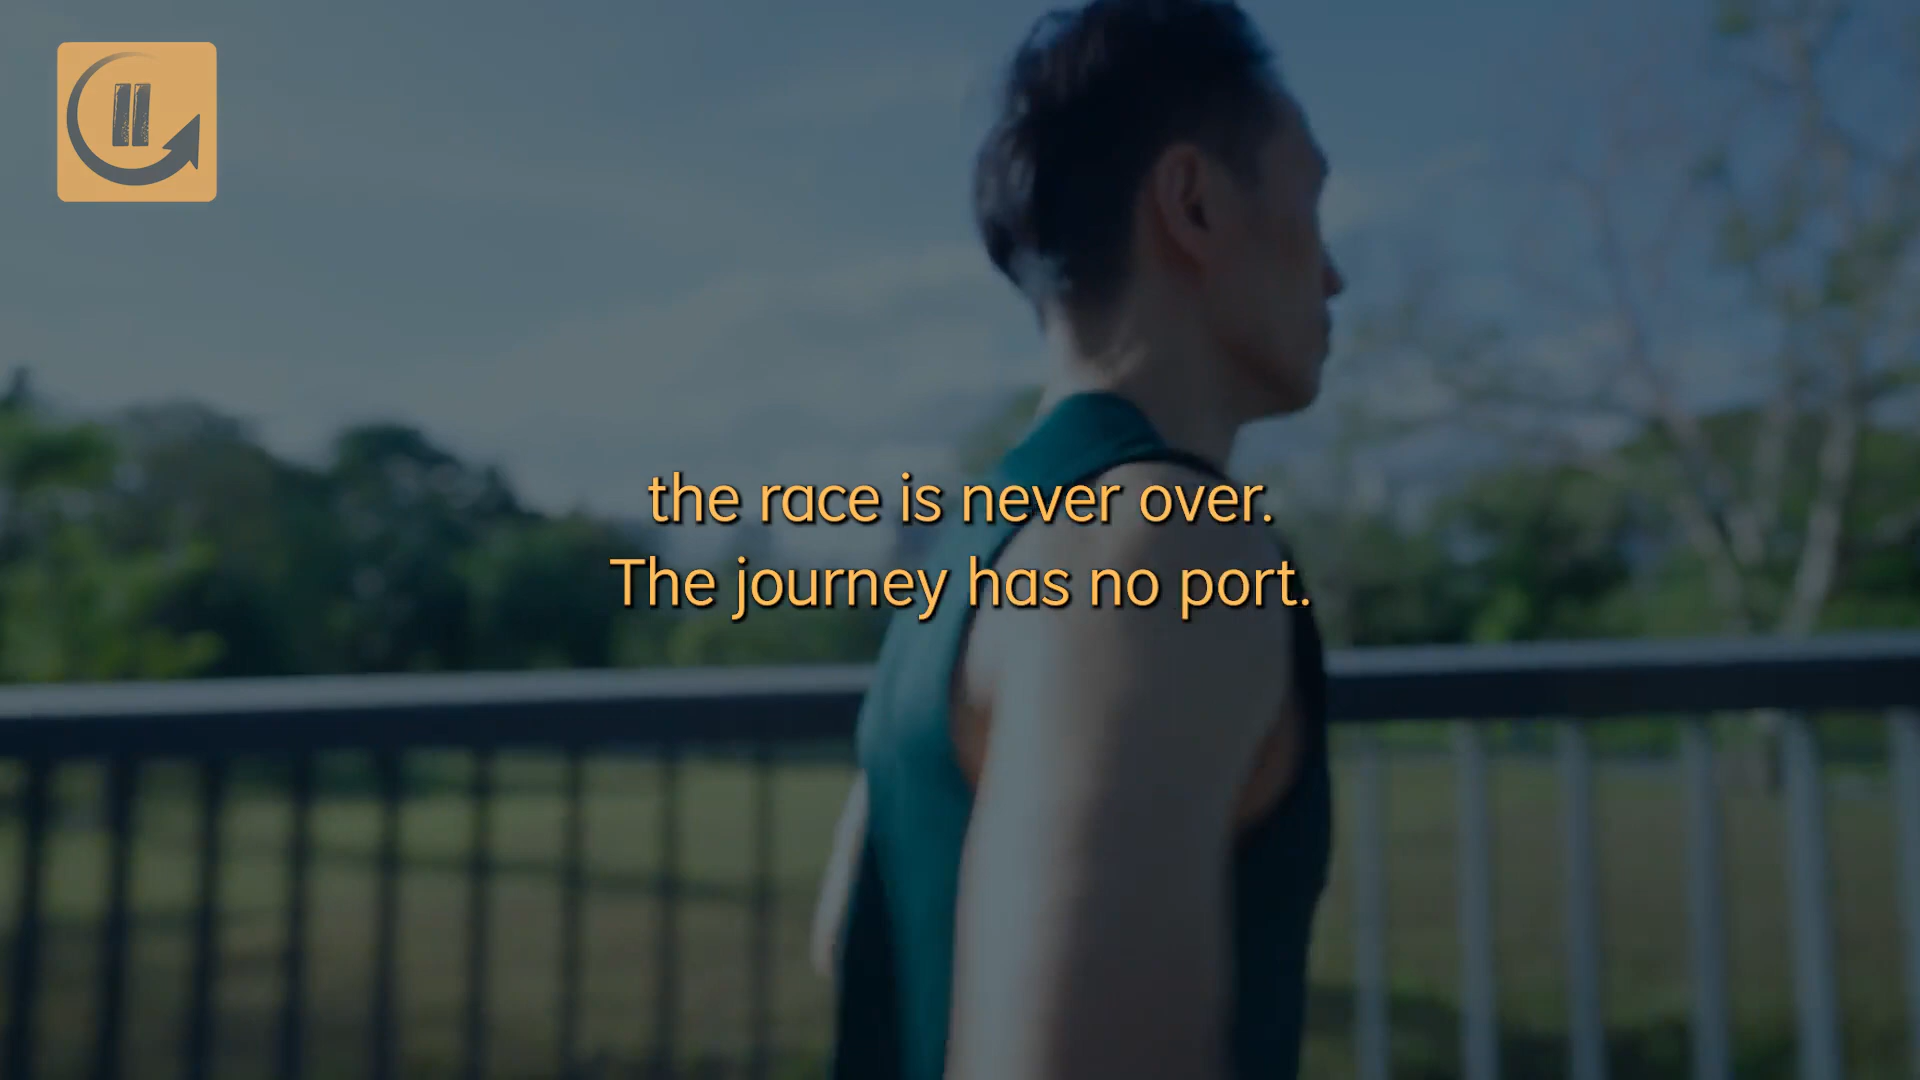 the race is never over.
The journey has no port.